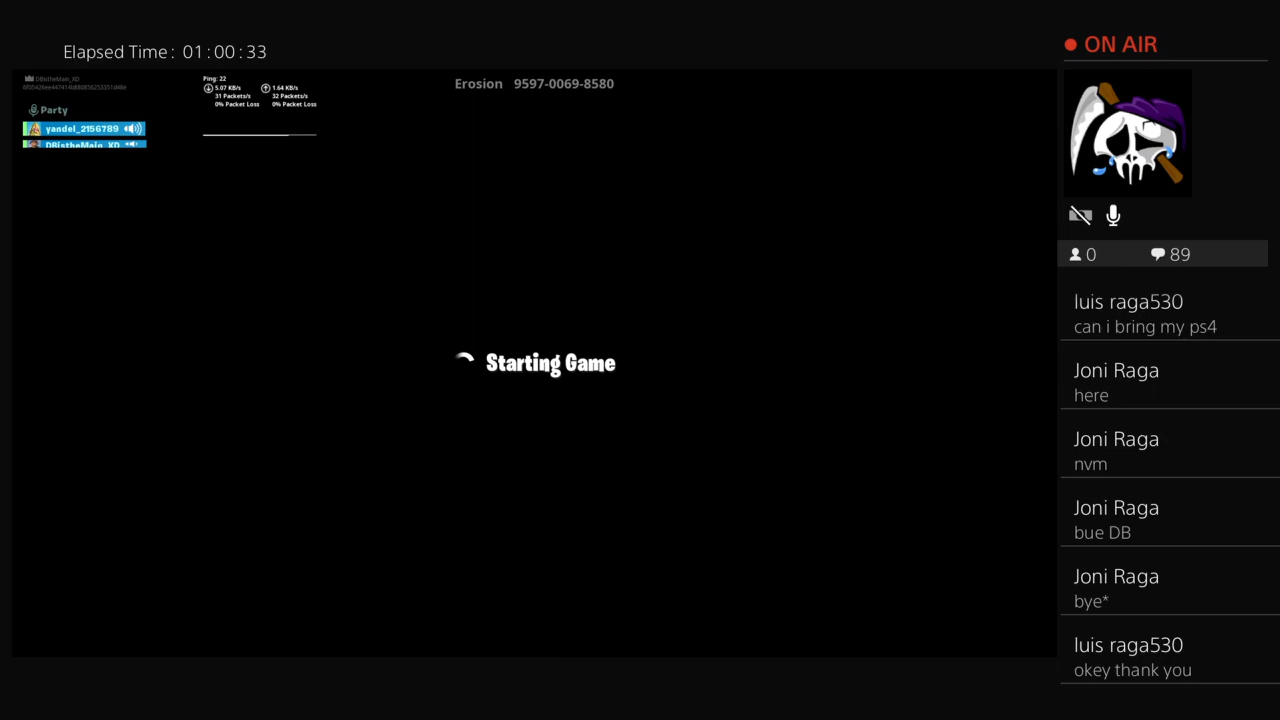 Elapsed Time: 01:00:33
ON AIR
DBistheMain_XD
Ping: 22
5.07 KB/s 1.64 KB/s
31 Packets/s 32 Packets/s
0% Packet Loss 0% Packet Loss
Erosion 9597-0069-8580
Party
yandel_2156789
DBistheMain_XD
Starting Game
0 89
luis raga530
can i bring my ps4
Joni Raga
here
Joni Raga
nvm
Joni Raga
bue DB
Joni Raga
bye*
luis raga530
okey thank you